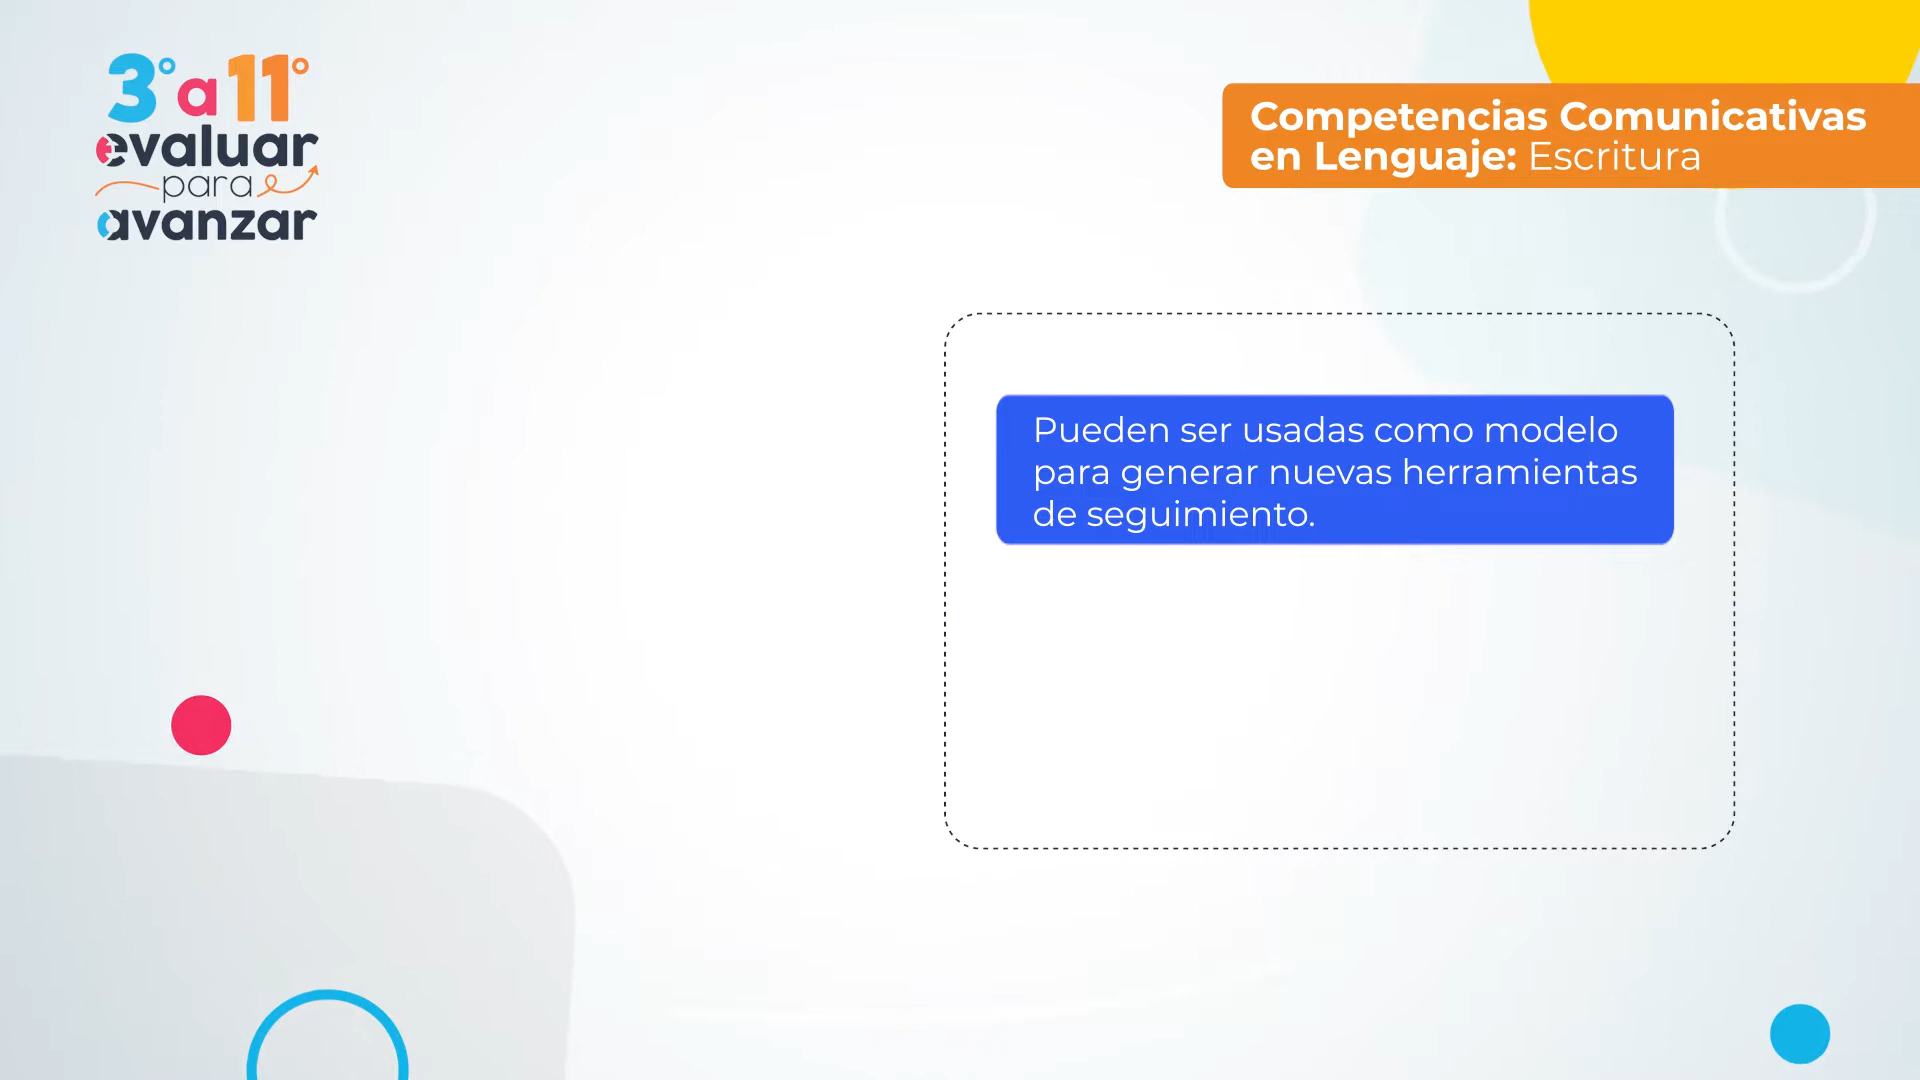 3° a 11°
evaluar
para
avanzar
Competencias Comunicativas
en Lenguaje: Escritura
Pueden ser usadas como modelo
para generar nuevas herramientas
de seguimiento.